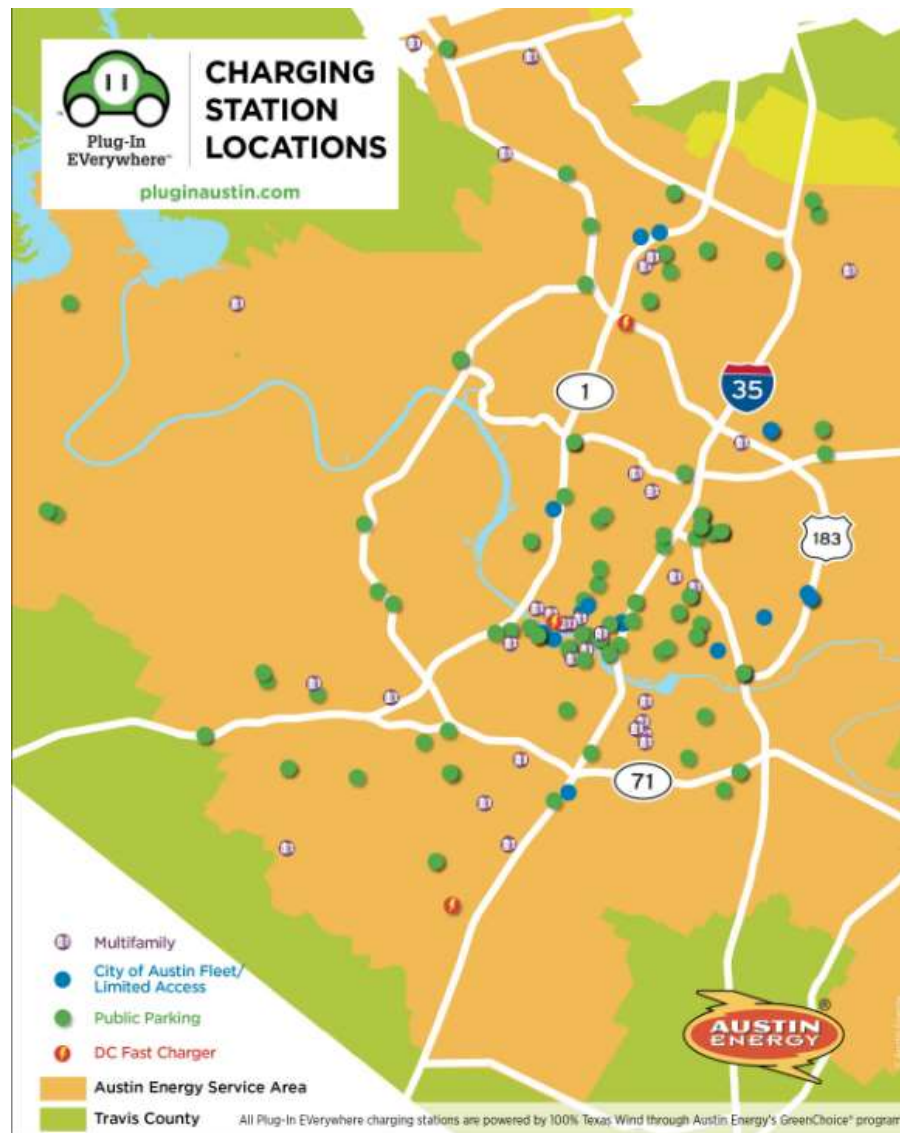 Plug-In
EVerywhere™
CHARGING
STATION
LOCATIONS
pluginaustin.com
1
35
183
71
Multifamily
City of Austin Fleet/
Limited Access
Public Parking
DC Fast Charger
Austin Energy Service Area
Travis County
AUSTIN
ENERGY
®
All Plug-In EVerywhere charging stations are powered by 100% Texas Wind through Austin Energy's GreenChoice® program